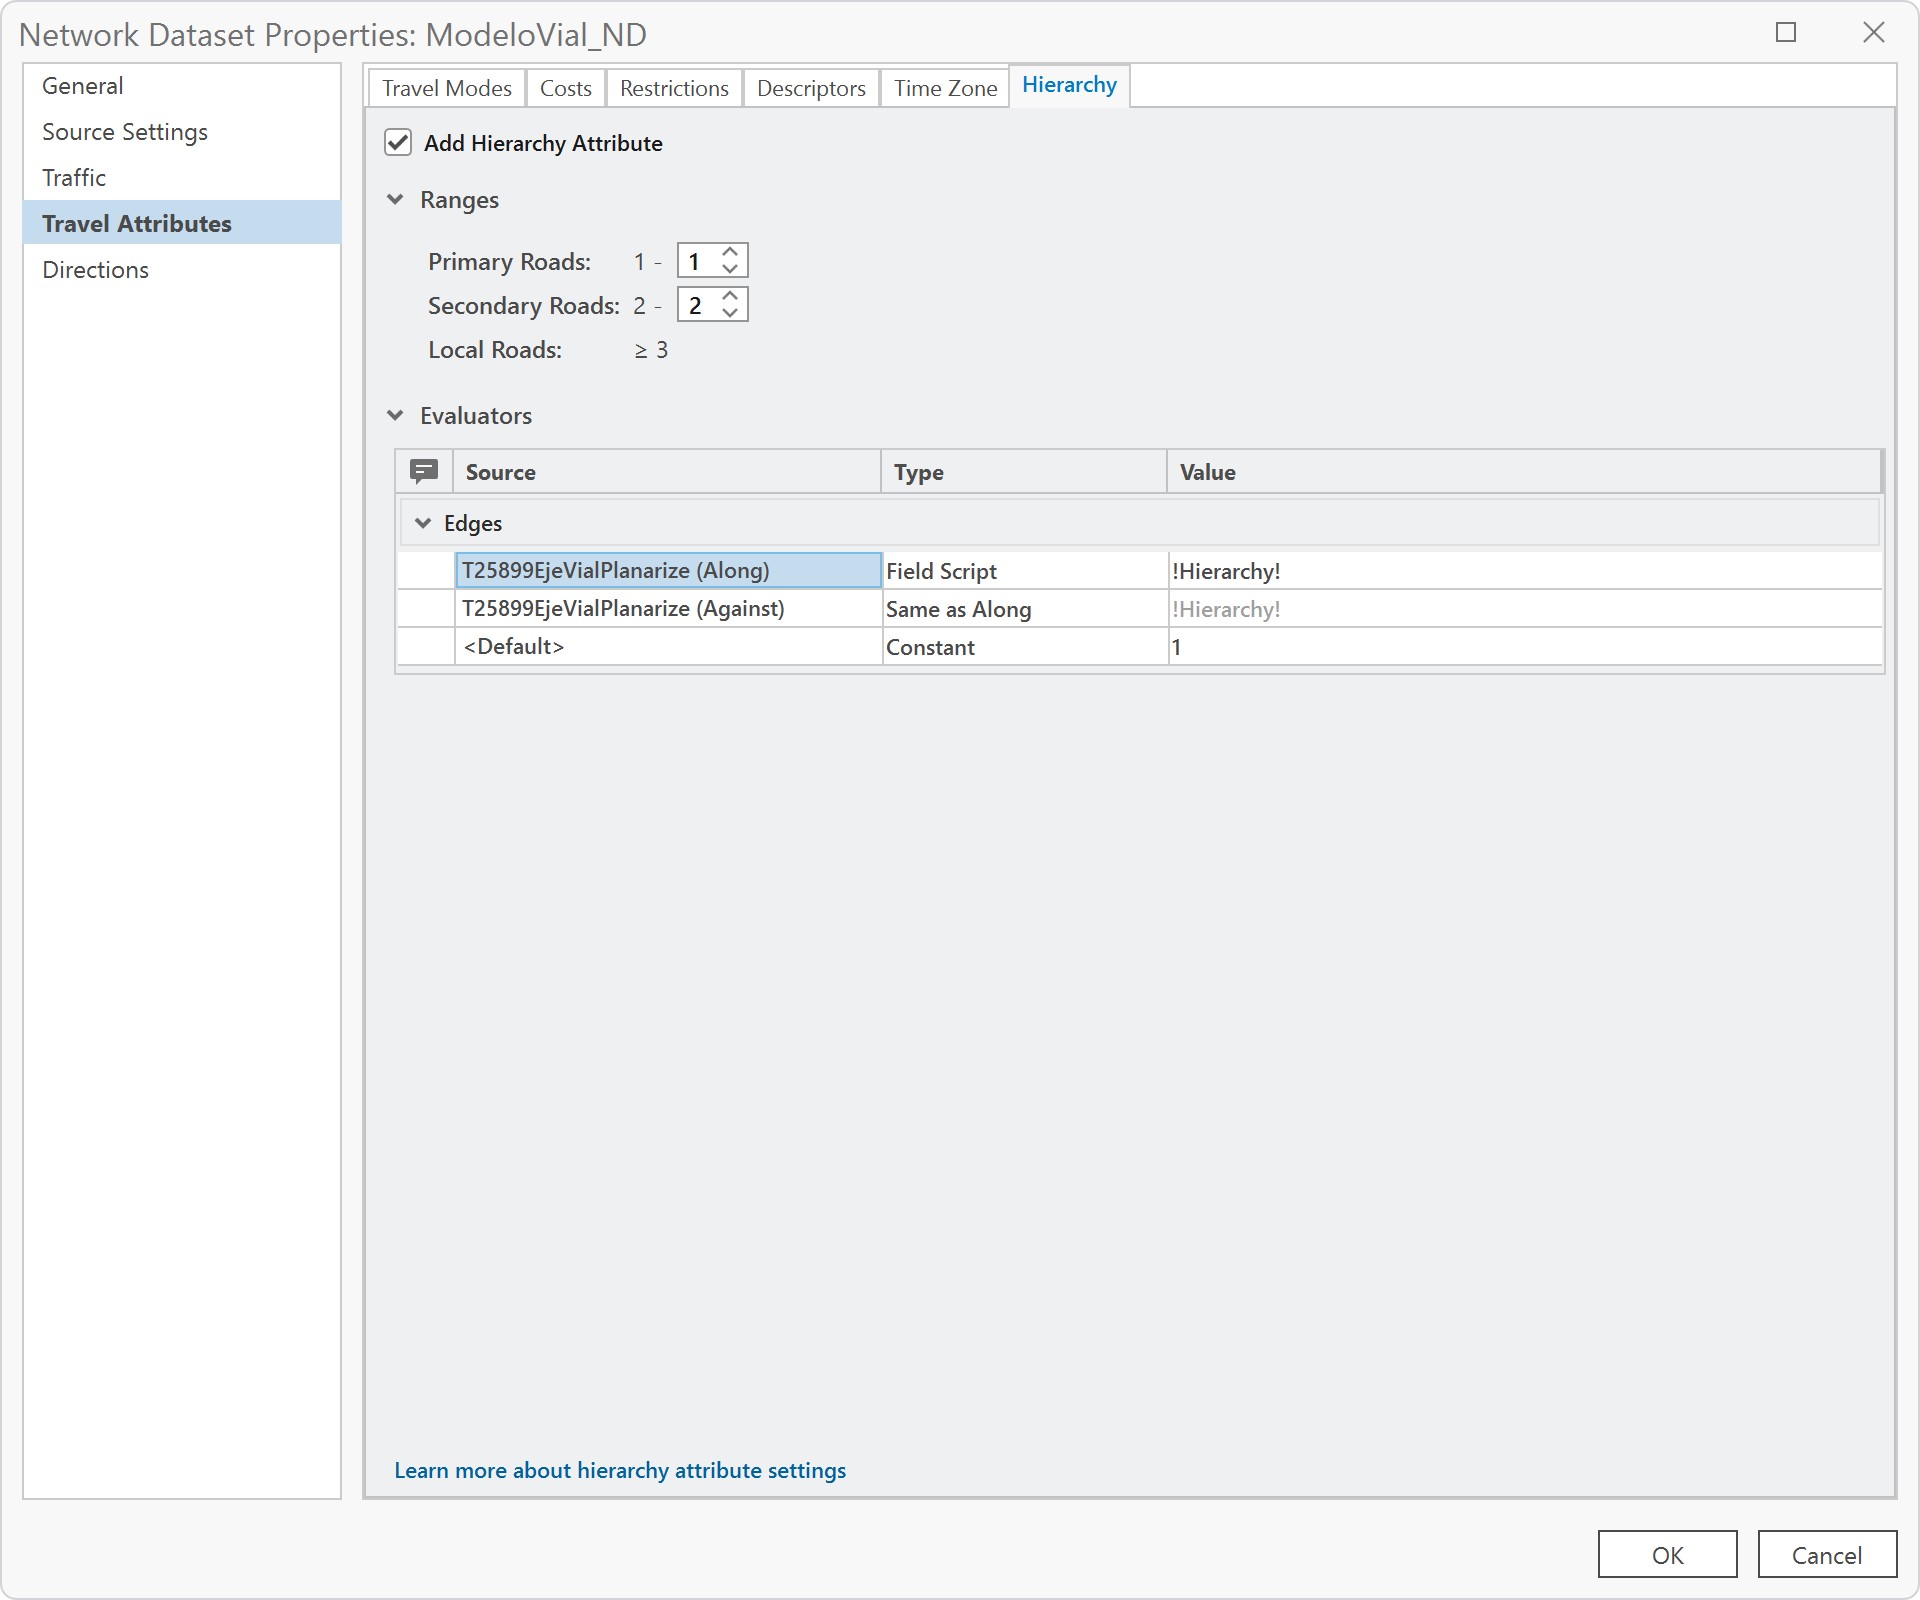 Network Dataset Properties: ModeloVial_ND
General
Source Settings
Traffic
Travel Attributes
Directions
Travel Modes Costs Restrictions Descriptors Time Zone Hierarchy
Add Hierarchy Attribute
Ranges
Primary Roads: 1 - 1
Secondary Roads: 2 - 2
Local Roads: ≥ 3
Evaluators
Source Type Value
Edges
T25899EjeVialPlanarize (Along) Field Script !Hierarchy!
T25899EjeVialPlanarize (Against) Same as Along !Hierarchy!
<Default> Constant 1
Learn more about hierarchy attribute settings
OK Cancel